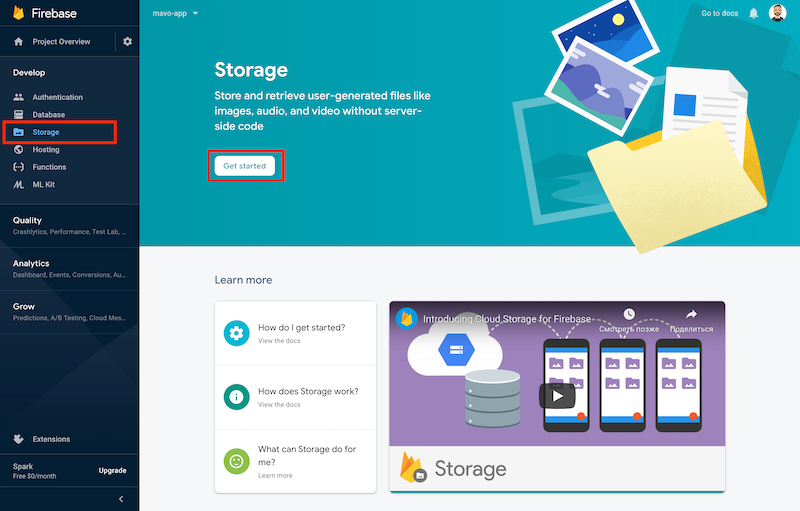 Firebase
mavo-app
Go to docs
Project Overview
Develop
Authentication
Database
Storage
Hosting
Functions
ML Kit
Quality
Crashlytics, Performance, Test Lab, ...
Analytics
Dashboard, Events, Conversions, Au...
Grow
Predictions, A/B Testing, Cloud Mes...
Extensions
Spark
Free $0/month
Upgrade
Storage
Store and retrieve user-generated files like
images, audio, and video without server-
side code
Get started
Learn more
How do I get started?
View the docs
How does Storage work?
View the docs
What can Storage do for
me?
Learn more
Introducing Cloud Storage for Firebase
Смотреть позже
Поделиться
Storage